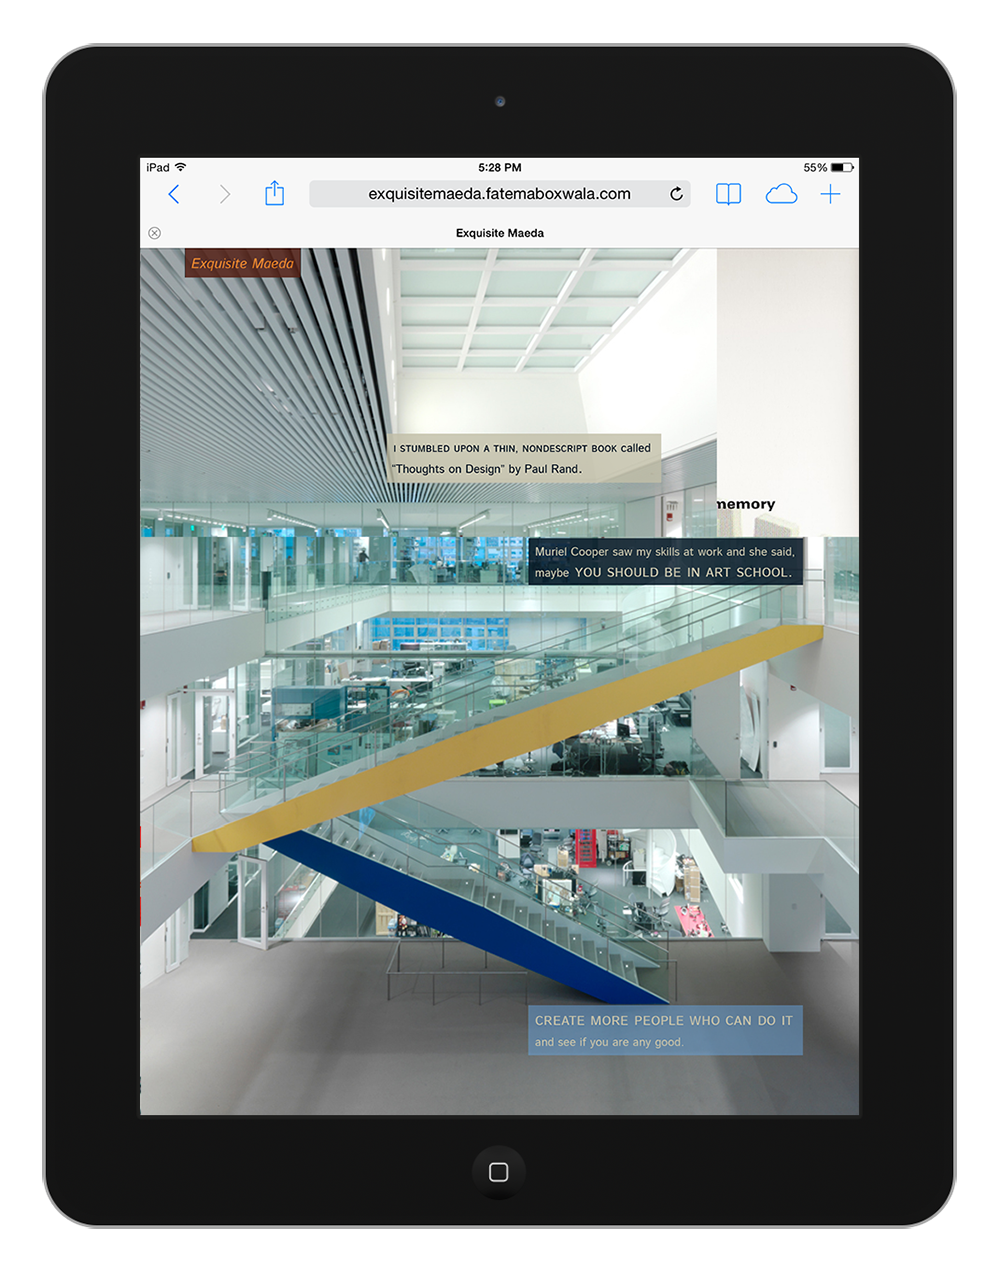 iPad 5:28 PM 55%
exquisitemaeda.fatemaboxwala.com
Exquisite Maeda
Exquisite Maeda
I STUMBLED UPON A THIN, NONDESCRIPT BOOK called
“Thoughts on Design” by Paul Rand.
memory
Muriel Cooper saw my skills at work and she said,
maybe YOU SHOULD BE IN ART SCHOOL.
CREATE MORE PEOPLE WHO CAN DO IT
and see if you are any good.